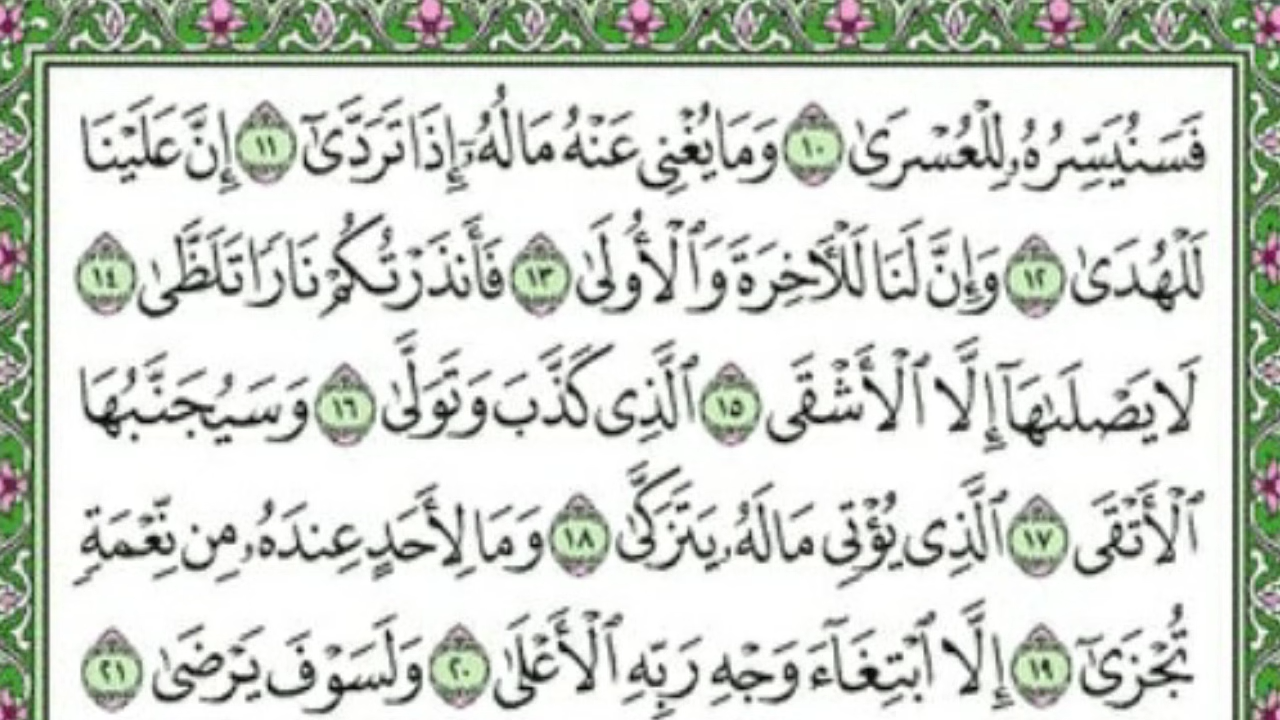 فَسَنُيَسِّرُهُۥ لِلۡعُسۡرَىٰ ١٠ وَمَا يُغۡنِي عَنۡهُ مَالُهُۥٓ إِذَا تَرَدَّىٰٓ ١١ إِنَّ عَلَيۡنَا
لَلۡهُدَىٰ ١٢ وَإِنَّ لَنَا لَلۡأٓخِرَةَ وَٱلۡأُولَىٰ ١٣ فَأَنذَرۡتُكُمۡ نَارٗا تَلَظَّىٰ ١٤
لَا يَصۡلَىٰهَآ إِلَّا ٱلۡأَشۡقَى ١٥ ٱلَّذِي كَذَّبَ وَتَوَلَّىٰ ١٦ وَسَيُجَنَّبُهَا
ٱلۡأَتۡقَى ١٧ ٱلَّذِي يُؤۡتِي مَالَهُۥ يَتَزَكَّىٰ ١٨ وَمَا لِأَحَدٍ عِندَهُۥ مِن نِّعۡمَةٖ
تُجۡزَىٰٓ ١٩ إِلَّا ٱبۡتِغَآءَ وَجۡهِ رَبِّهِ ٱلۡأَعۡلَىٰ ٢٠ وَلَسَوۡفَ يَرۡضَىٰ ٢١